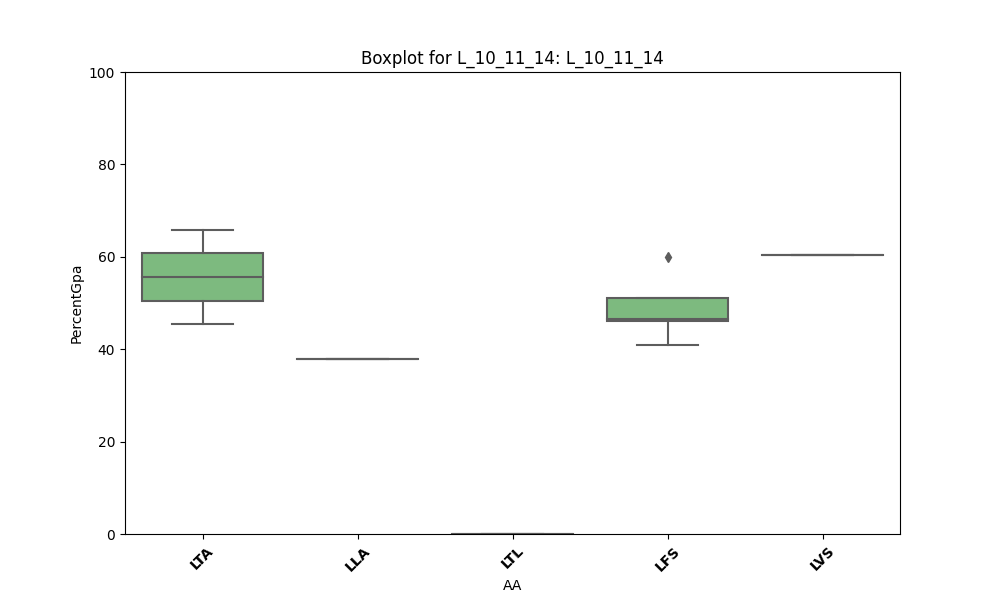 Boxplot for L_10_11_14: L_10_11_14
100
80
60
40
20
0
PercentGpa
LTA
LLA
LTL
LFS
LVS
AA